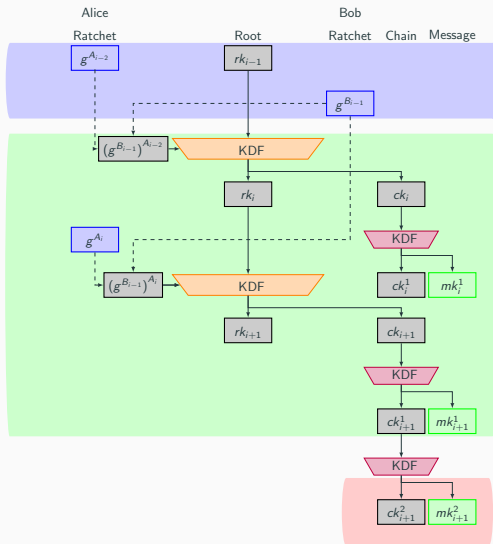 Alice Bob
Ratchet Root Ratchet Chain Message
$g^{A_{i-2}}$ $rk_{i-1}$
$g^{B_{i-1}}$
$(g^{B_{i-1}})^{A_{i-2}}$ KDF
$rk_i$ $ck_i$
$g^{A_i}$ KDF
$(g^{B_{i-1}})^{A_i}$ KDF $ck_i^1$ $mk_i^1$
$rk_{i+1}$ $ck_{i+1}$
KDF
$ck_{i+1}^1$ $mk_{i+1}^1$
KDF
$ck_{i+1}^2$ $mk_{i+1}^2$